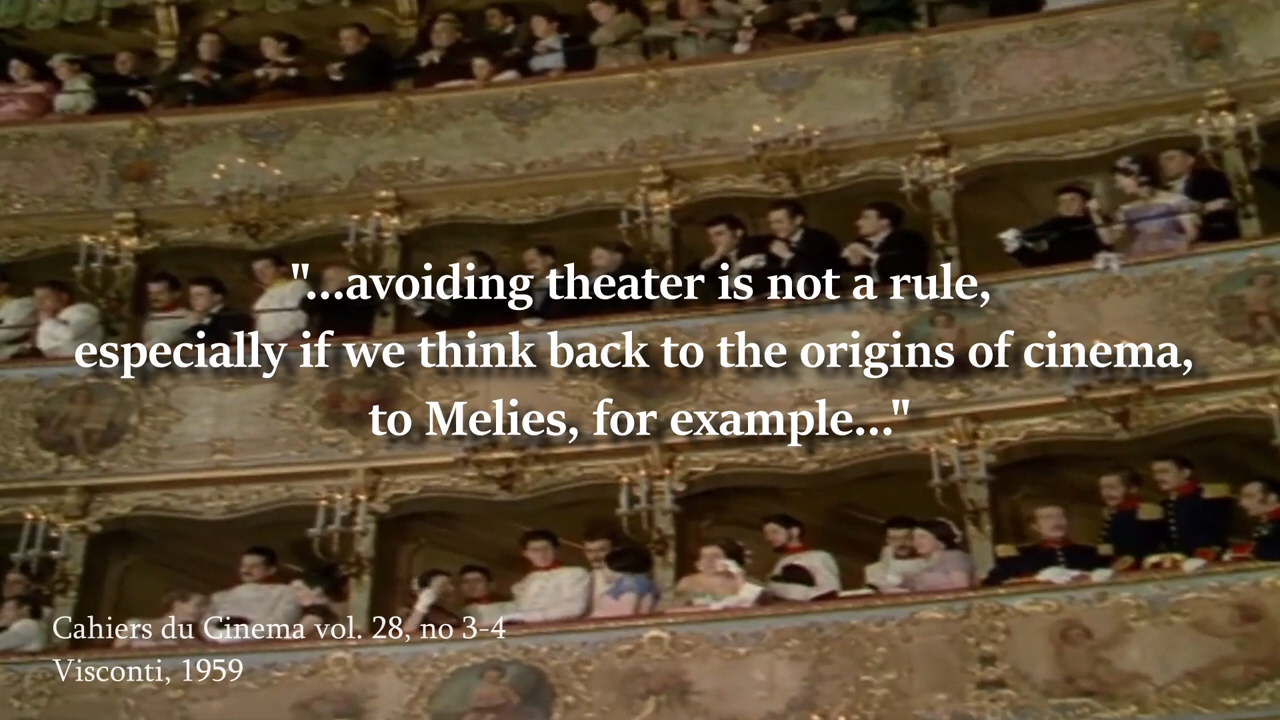 "...avoiding theater is not a rule,
especially if we think back to the origins of cinema,
to Melies, for example..."
Cahiers du Cinema vol. 28, no 3-4
Visconti, 1959